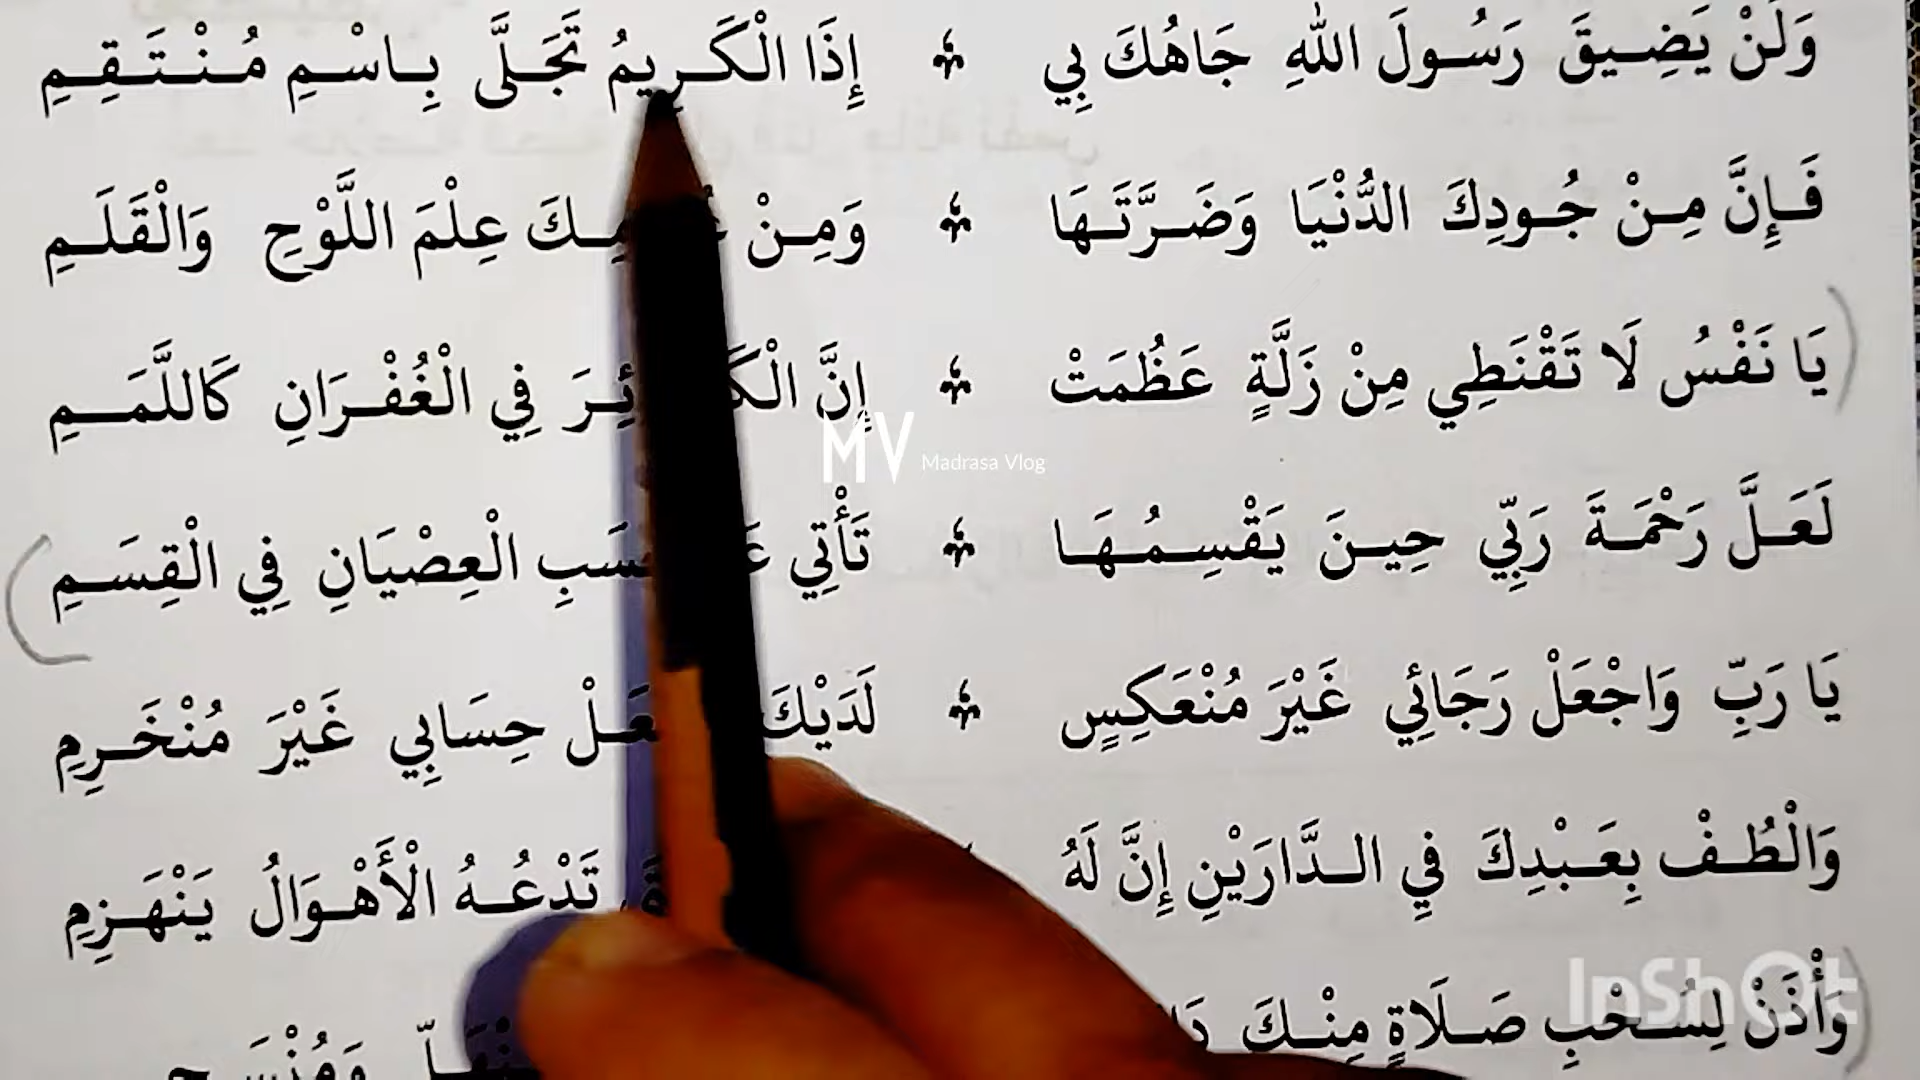 وَلَنْ يَضِيقَ رَسُولَ اللهِ جَاهُكَ بِي إِذَا الْكَرِيمُ تَجَلَّى بِاسْمِ مُنْتَقِمِ
فَإِنَّ مِنْ جُودِكَ الدُّنْيَا وَضَرَّتَهَا وَمِنْ عِلْمَ اللَّوْحِ وَالْقَلَمِ
يَا نَفْسُ لَا تَقْنَطِي مِنْ زَلَّةٍ عَظُمَتْ إِنَّ فِي الْغُفْرَانِ كَاللَّمَمِ
MV Madrasa Vlog
لَعَلَّ رَحْمَةَ رَبِّي حِينَ يَقْسِمُهَا تَأْتِي الْعِصْيَانِ فِي الْقِسَمِ
يَا رَبِّ وَاجْعَلْ رَجَائِي غَيْرَ مُنْعَكِسٍ لَدَيْكَ حِسَابِي غَيْرَ مُنْخَرِمِ
وَالْطُفْ بِعَبْدِكَ فِي الدَّارَيْنِ إِنَّ لَهُ تَدْعُهُ الْأَهْوَالُ يَنْهَزِمِ
وَأْذَنْ لِسُحْبِ صَلَاةٍ مِنْكَ
InShOt